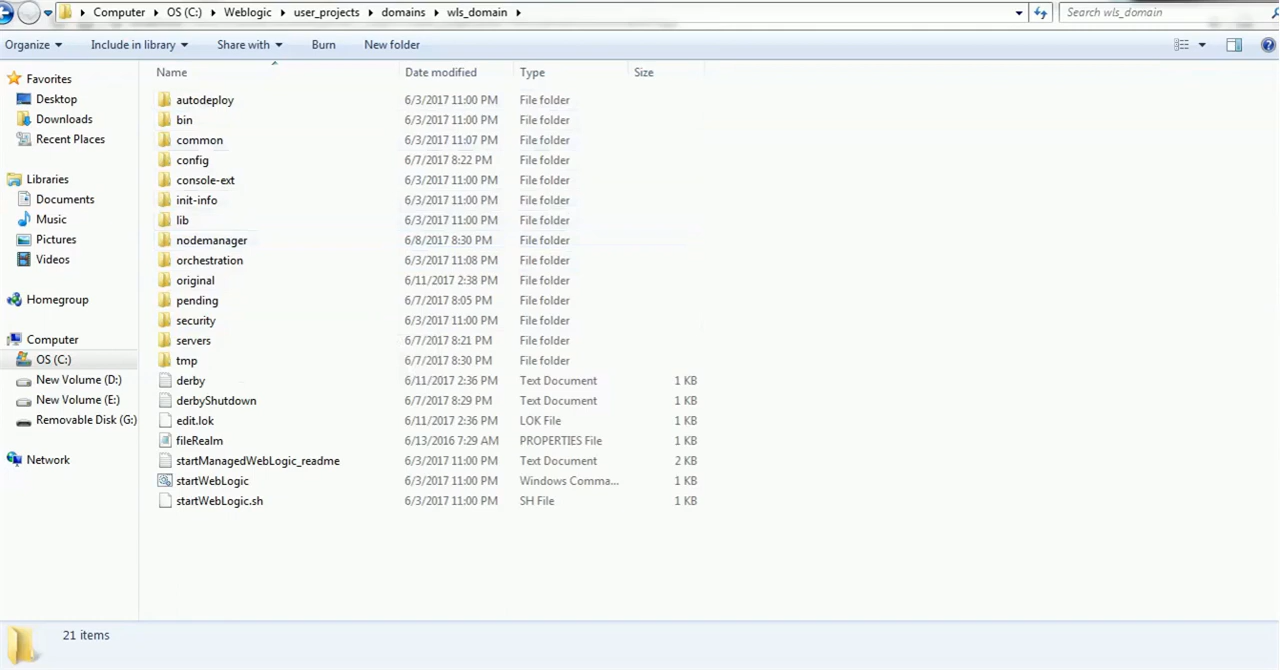 Computer OS (C:) Weblogic user_projects domains wls_domain Search wls_domain
Organize Include in library Share with Burn New folder
Name Date modified Type Size
Favorites
Desktop
Downloads
Recent Places
Libraries
Documents
Music
Pictures
Videos
Homegroup
Computer
OS (C:)
New Volume (D:)
New Volume (E:)
Removable Disk (G:)
Network
autodeploy 6/3/2017 11:00 PM File folder
bin 6/3/2017 11:00 PM File folder
common 6/3/2017 11:07 PM File folder
config 6/7/2017 8:22 PM File folder
console-ext 6/3/2017 11:00 PM File folder
init-info 6/3/2017 11:00 PM File folder
lib 6/3/2017 11:00 PM File folder
nodemanager 6/8/2017 8:30 PM File folder
orchestration 6/3/2017 11:08 PM File folder
original 6/11/2017 2:38 PM File folder
pending 6/7/2017 8:05 PM File folder
security 6/3/2017 11:00 PM File folder
servers 6/7/2017 8:21 PM File folder
tmp 6/7/2017 8:30 PM File folder
derby 6/11/2017 2:36 PM Text Document 1 KB
derbyShutdown 6/7/2017 8:29 PM Text Document 1 KB
edit.lok 6/11/2017 2:36 PM LOK File 1 KB
fileRealm 6/13/2016 7:29 AM PROPERTIES File 1 KB
startManagedWebLogic_readme 6/3/2017 11:00 PM Text Document 2 KB
startWebLogic 6/3/2017 11:00 PM Windows Comma... 1 KB
startWebLogic.sh 6/3/2017 11:00 PM SH File 1 KB
21 items